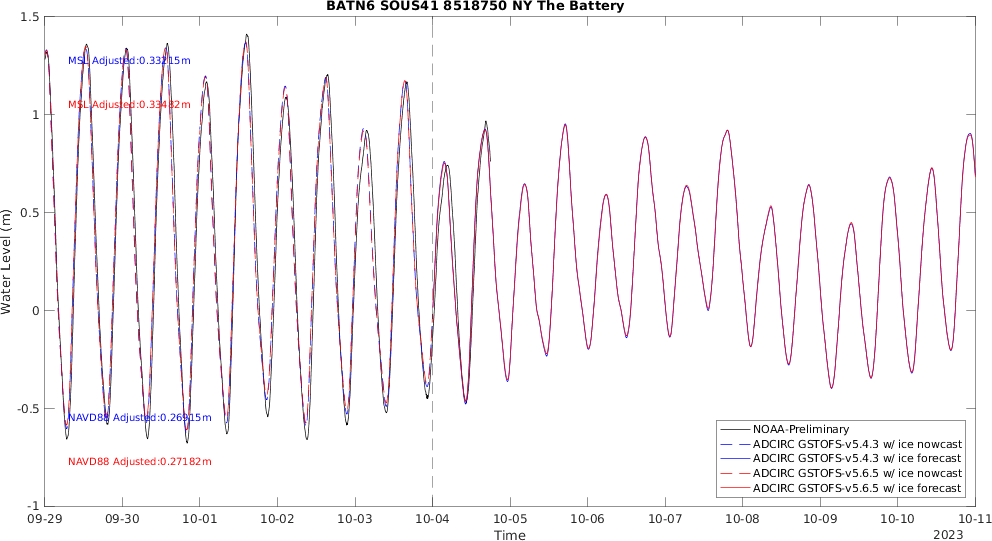 BATN6 SOUS41 8518750 NY The Battery
1.5
1
0.5
0
-0.5
-1
Water Level (m)
MSL Adjusted:0.33215m
MSL Adjusted:0.33482m
NAVD88 Adjusted:0.26915m
NAVD88 Adjusted:0.27182m
NOAA-Preliminary
ADCIRC GSTOFS-v5.4.3 w/ ice nowcast
ADCIRC GSTOFS-v5.4.3 w/ ice forecast
ADCIRC GSTOFS-v5.6.5 w/ ice nowcast
ADCIRC GSTOFS-v5.6.5 w/ ice forecast
09-29 09-30 10-01 10-02 10-03 10-04 10-05 10-06 10-07 10-08 10-09 10-10 10-11
Time
2023